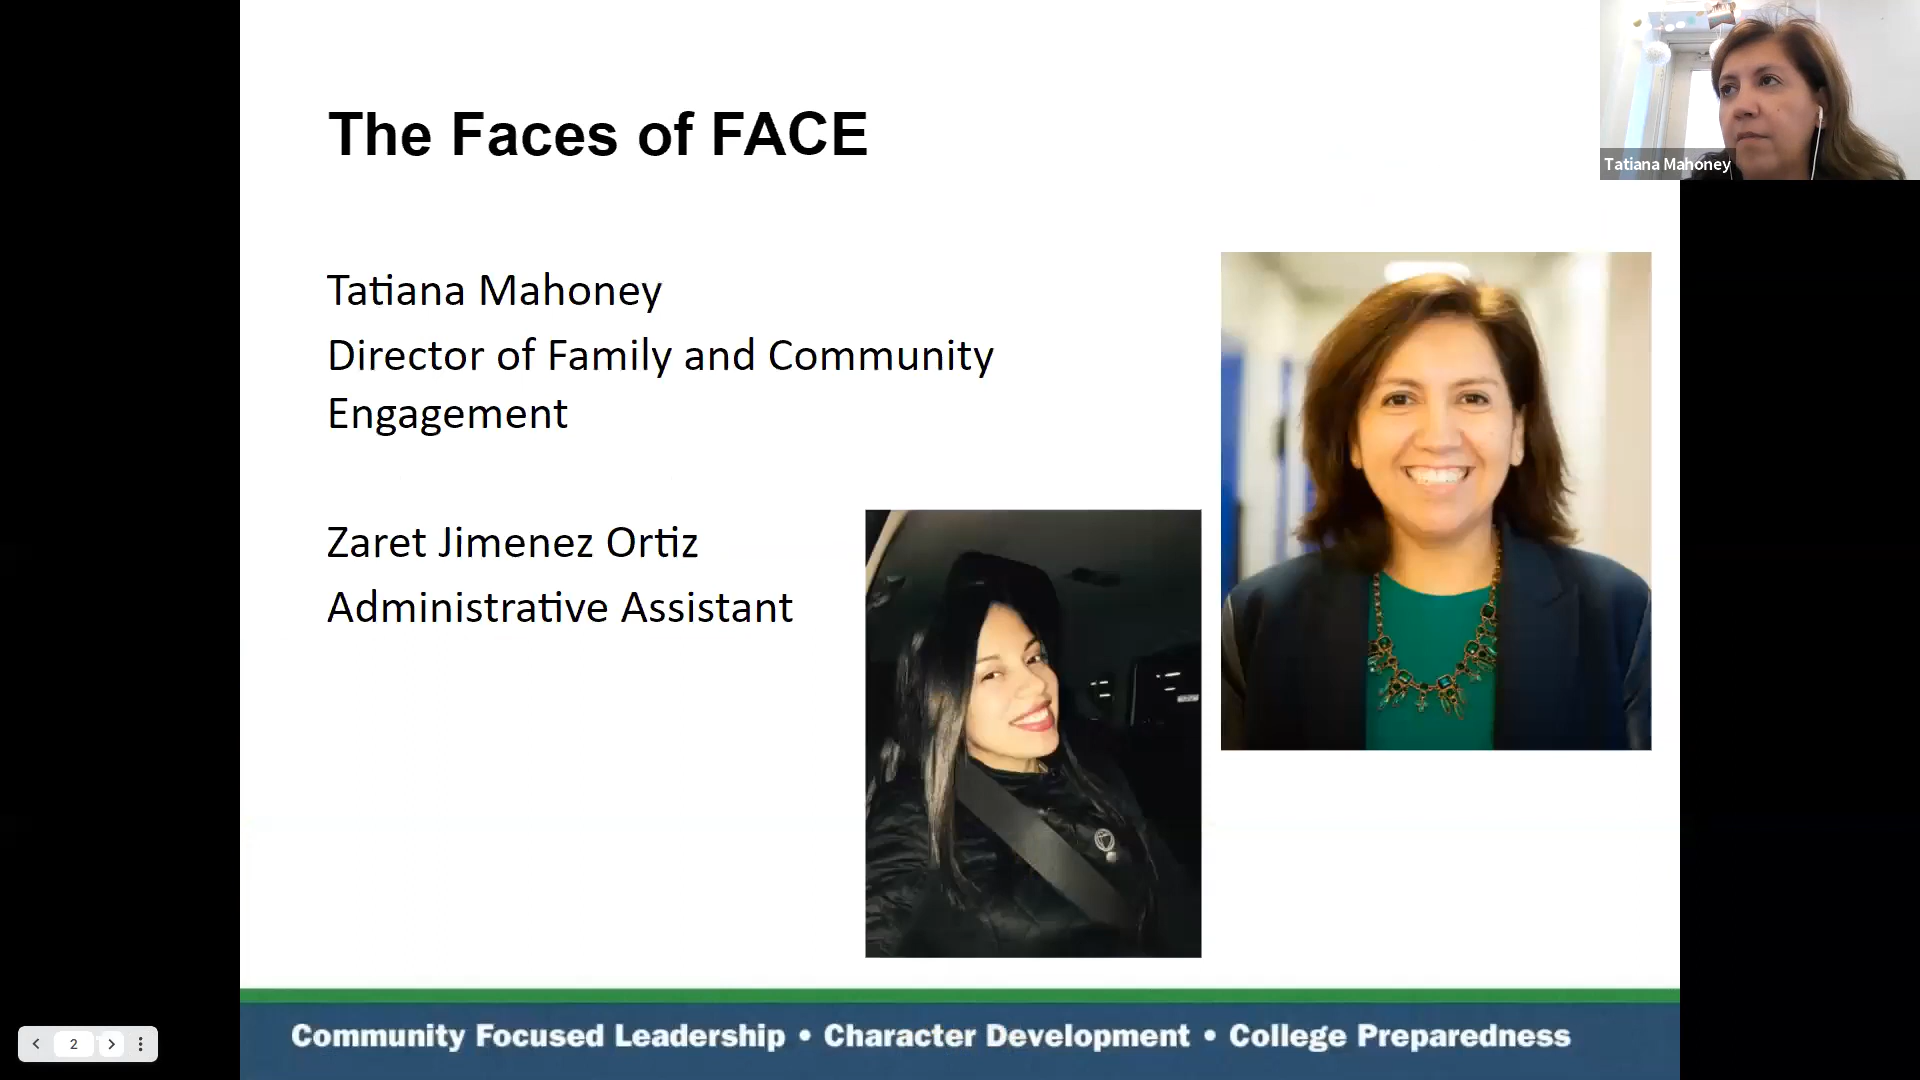 The Faces of FACE
Tatiana Mahoney
Tatiana Mahoney
Director of Family and Community
Engagement
Zaret Jimenez Ortiz
Administrative Assistant
Community Focused Leadership • Character Development • College Preparedness
2